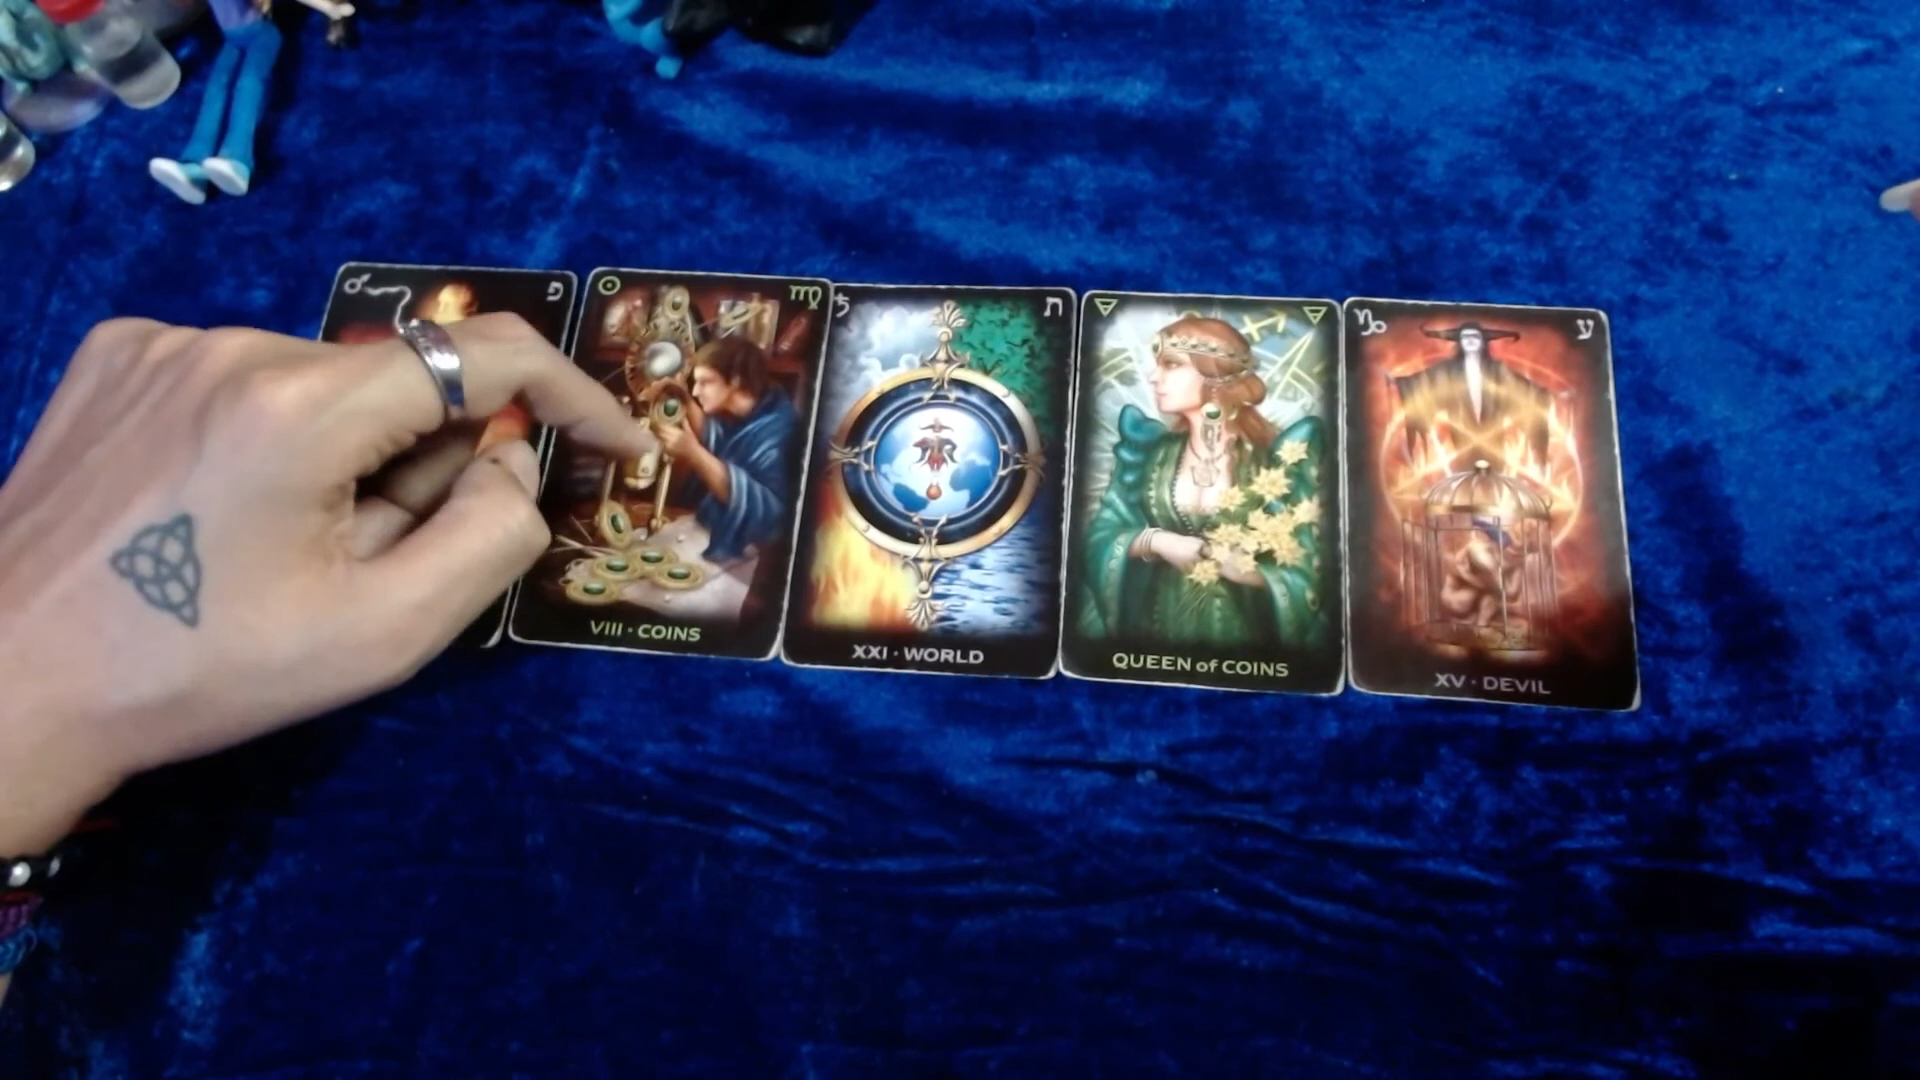 פ
VIII · COINS
ת
XXI · WORLD
QUEEN of COINS
ע
XV · DEVIL